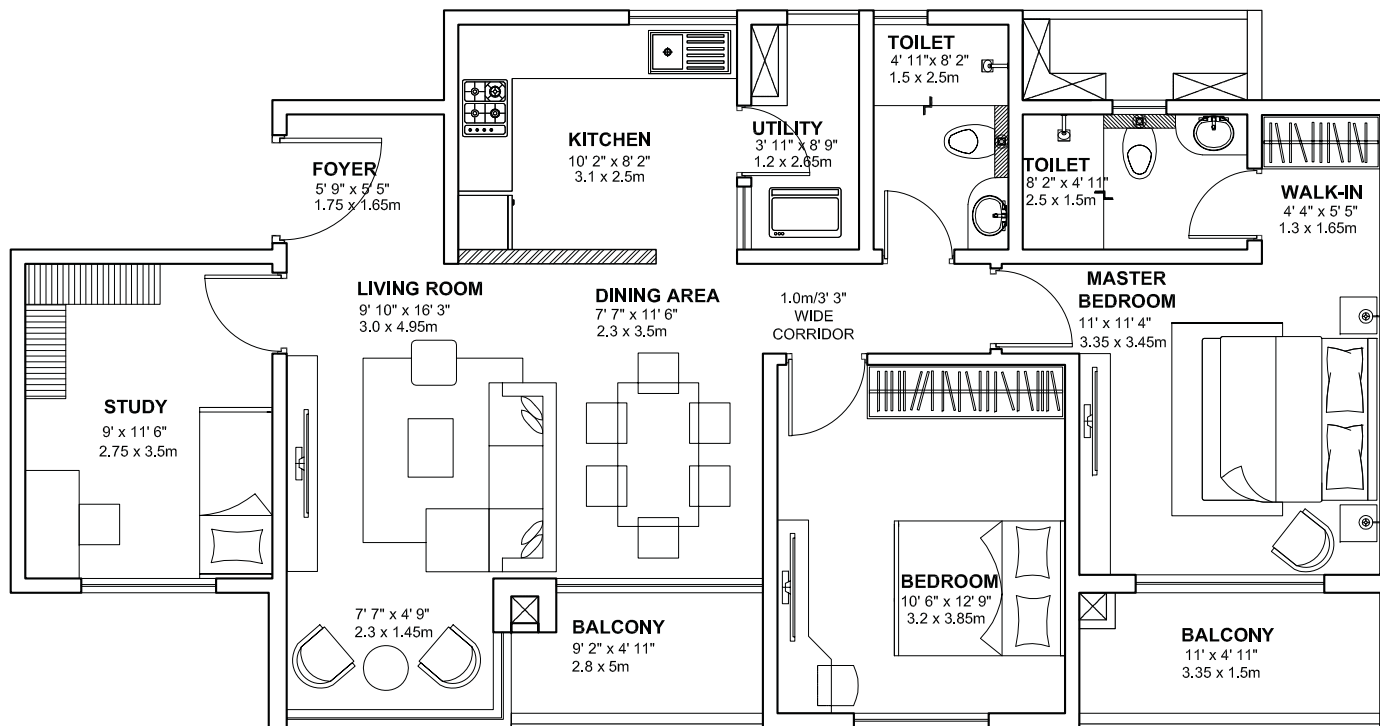 TOILET
4' 11"x 8' 2"
1.5 x 2.5m
KITCHEN
10' 2" x 8' 2"
3.1 x 2.5m
UTILITY
3' 11" x 8' 9"
1.2 x 2.65m
FOYER
5' 9" x 5' 5"
1.75 x 1.65m
TOILET
8' 2" x 4' 11"
2.5 x 1.5m
WALK-IN
4' 4" x 5' 5"
1.3 x 1.65m
LIVING ROOM
9' 10" x 16' 3"
3.0 x 4.95m
DINING AREA
7' 7" x 11' 6"
2.3 x 3.5m
1.0m/3' 3"
WIDE
CORRIDOR
MASTER
BEDROOM
11' x 11' 4"
3.35 x 3.45m
STUDY
9' x 11' 6"
2.75 x 3.5m
BEDROOM
10' 6" x 12' 9"
3.2 x 3.85m
7' 7" x 4' 9"
2.3 x 1.45m
BALCONY
9' 2" x 4' 11"
2.8 x 5m
BALCONY
11' x 4' 11"
3.35 x 1.5m